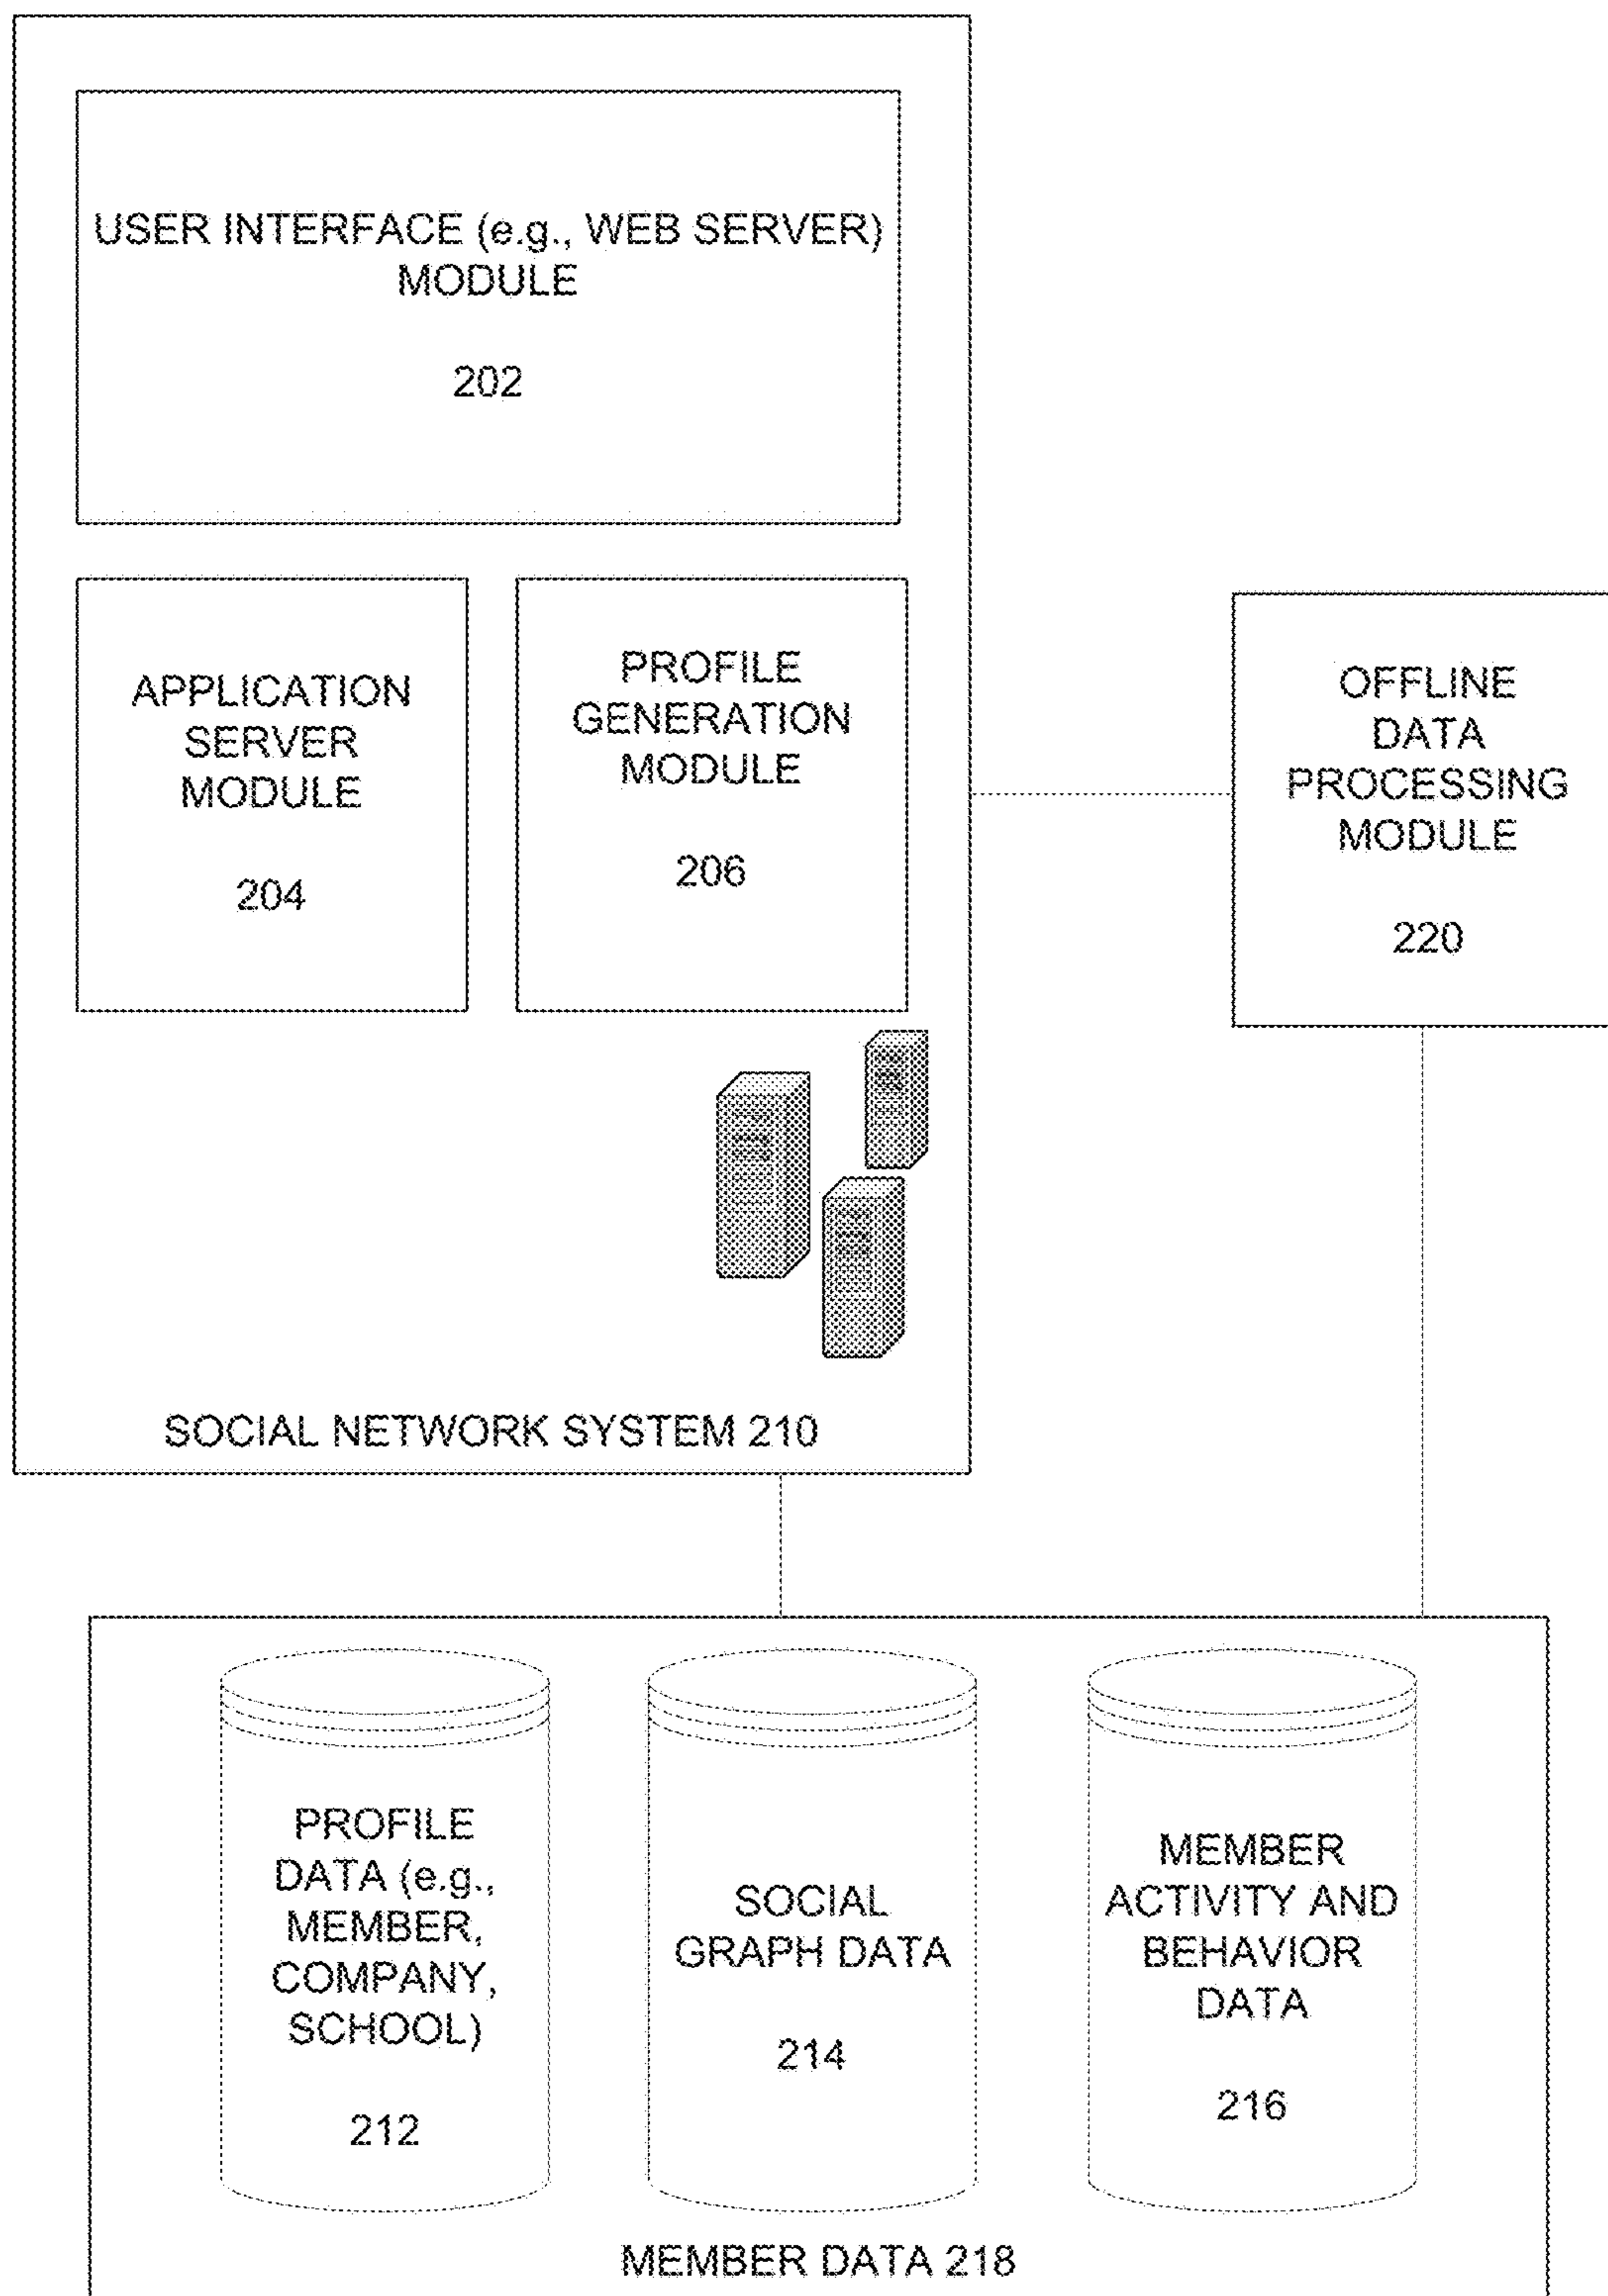 USER INTERFACE (e.g., WEB SERVER)
MODULE
202
APPLICATION
SERVER
MODULE
204
PROFILE
GENERATION
MODULE
206
OFFLINE
DATA
PROCESSING
MODULE
220
SOCIAL NETWORK SYSTEM 210
PROFILE
DATA (e.g.,
MEMBER,
COMPANY,
SCHOOL)
212
SOCIAL
GRAPH DATA
214
MEMBER
ACTIVITY AND
BEHAVIOR
DATA
216
MEMBER DATA 218